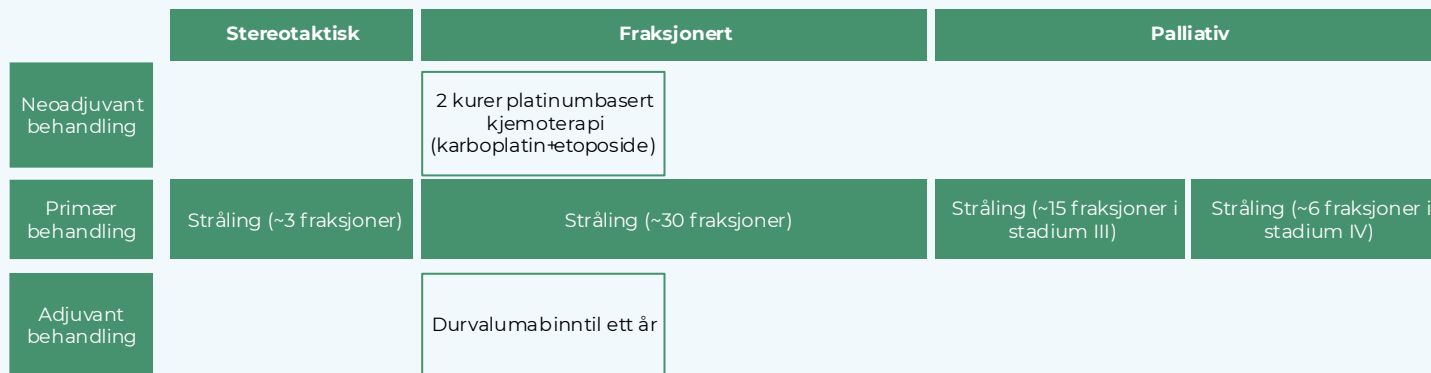 Stereotaktisk
Fraksjonert
Palliativ
Neoadjuvant
behandling
2 kurer platinumbasert
kjemoterapi
(karboplatin+etoposide)
Primær
behandling
Stråling (~3 fraksjoner)
Stråling (~30 fraksjoner)
Stråling (~15 fraksjoner i
stadium III)
Stråling (~6 fraksjoner i
stadium IV)
Adjuvant
behandling
Durvalumab inntil ett år